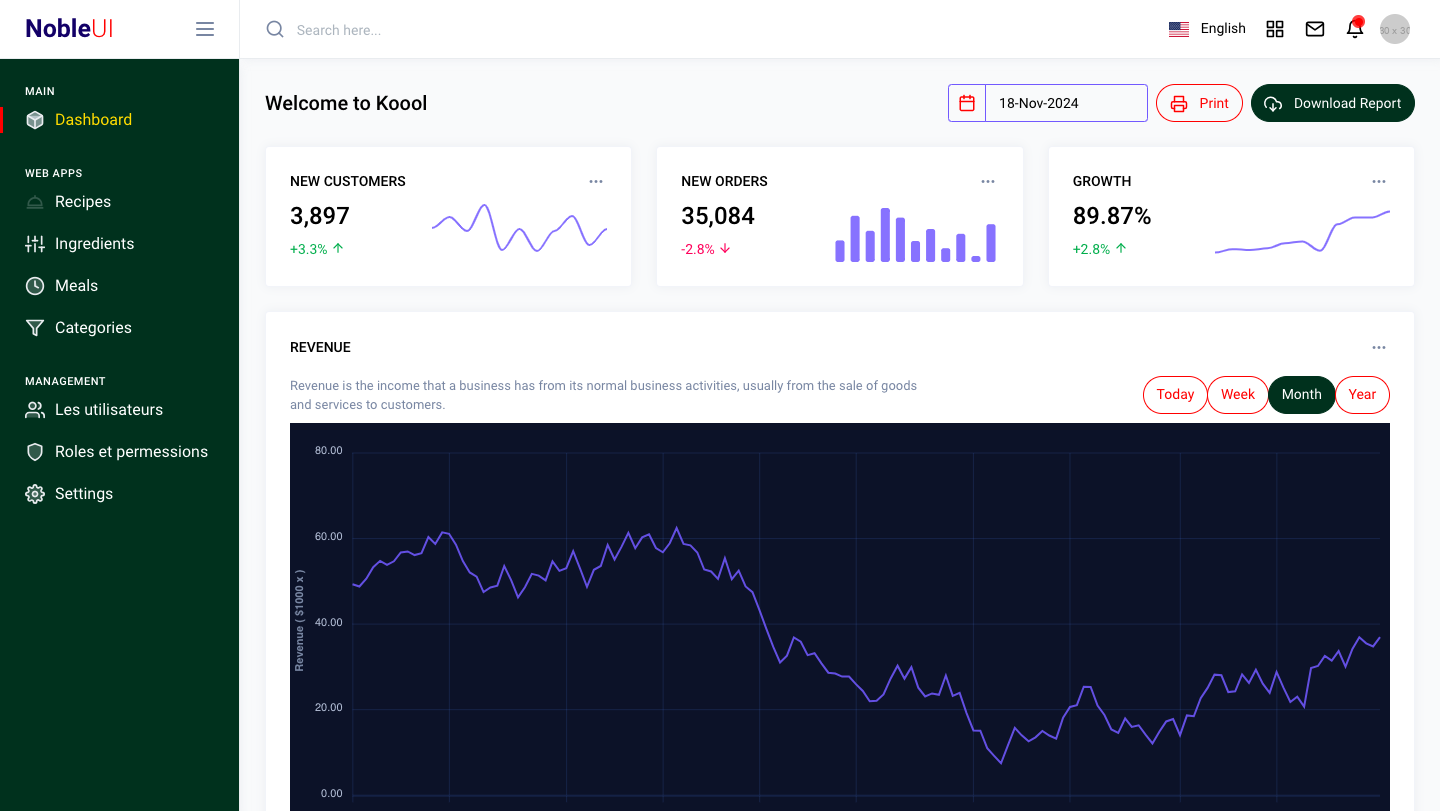 NobleUI
Search here...
English
30 x 30
MAIN
Dashboard
WEB APPS
Recipes
Ingredients
Meals
Categories
MANAGEMENT
Les utilisateurs
Roles et permessions
Settings
Welcome to Koool
18-Nov-2024
Print
Download Report
NEW CUSTOMERS
3,897
+3.3%
NEW ORDERS
35,084
-2.8%
GROWTH
89.87%
+2.8%
REVENUE
Revenue is the income that a business has from its normal business activities, usually from the sale of goods
and services to customers.
Today
Week
Month
Year
80.00
60.00
40.00
20.00
0.00
Revenue ( $1000 x )